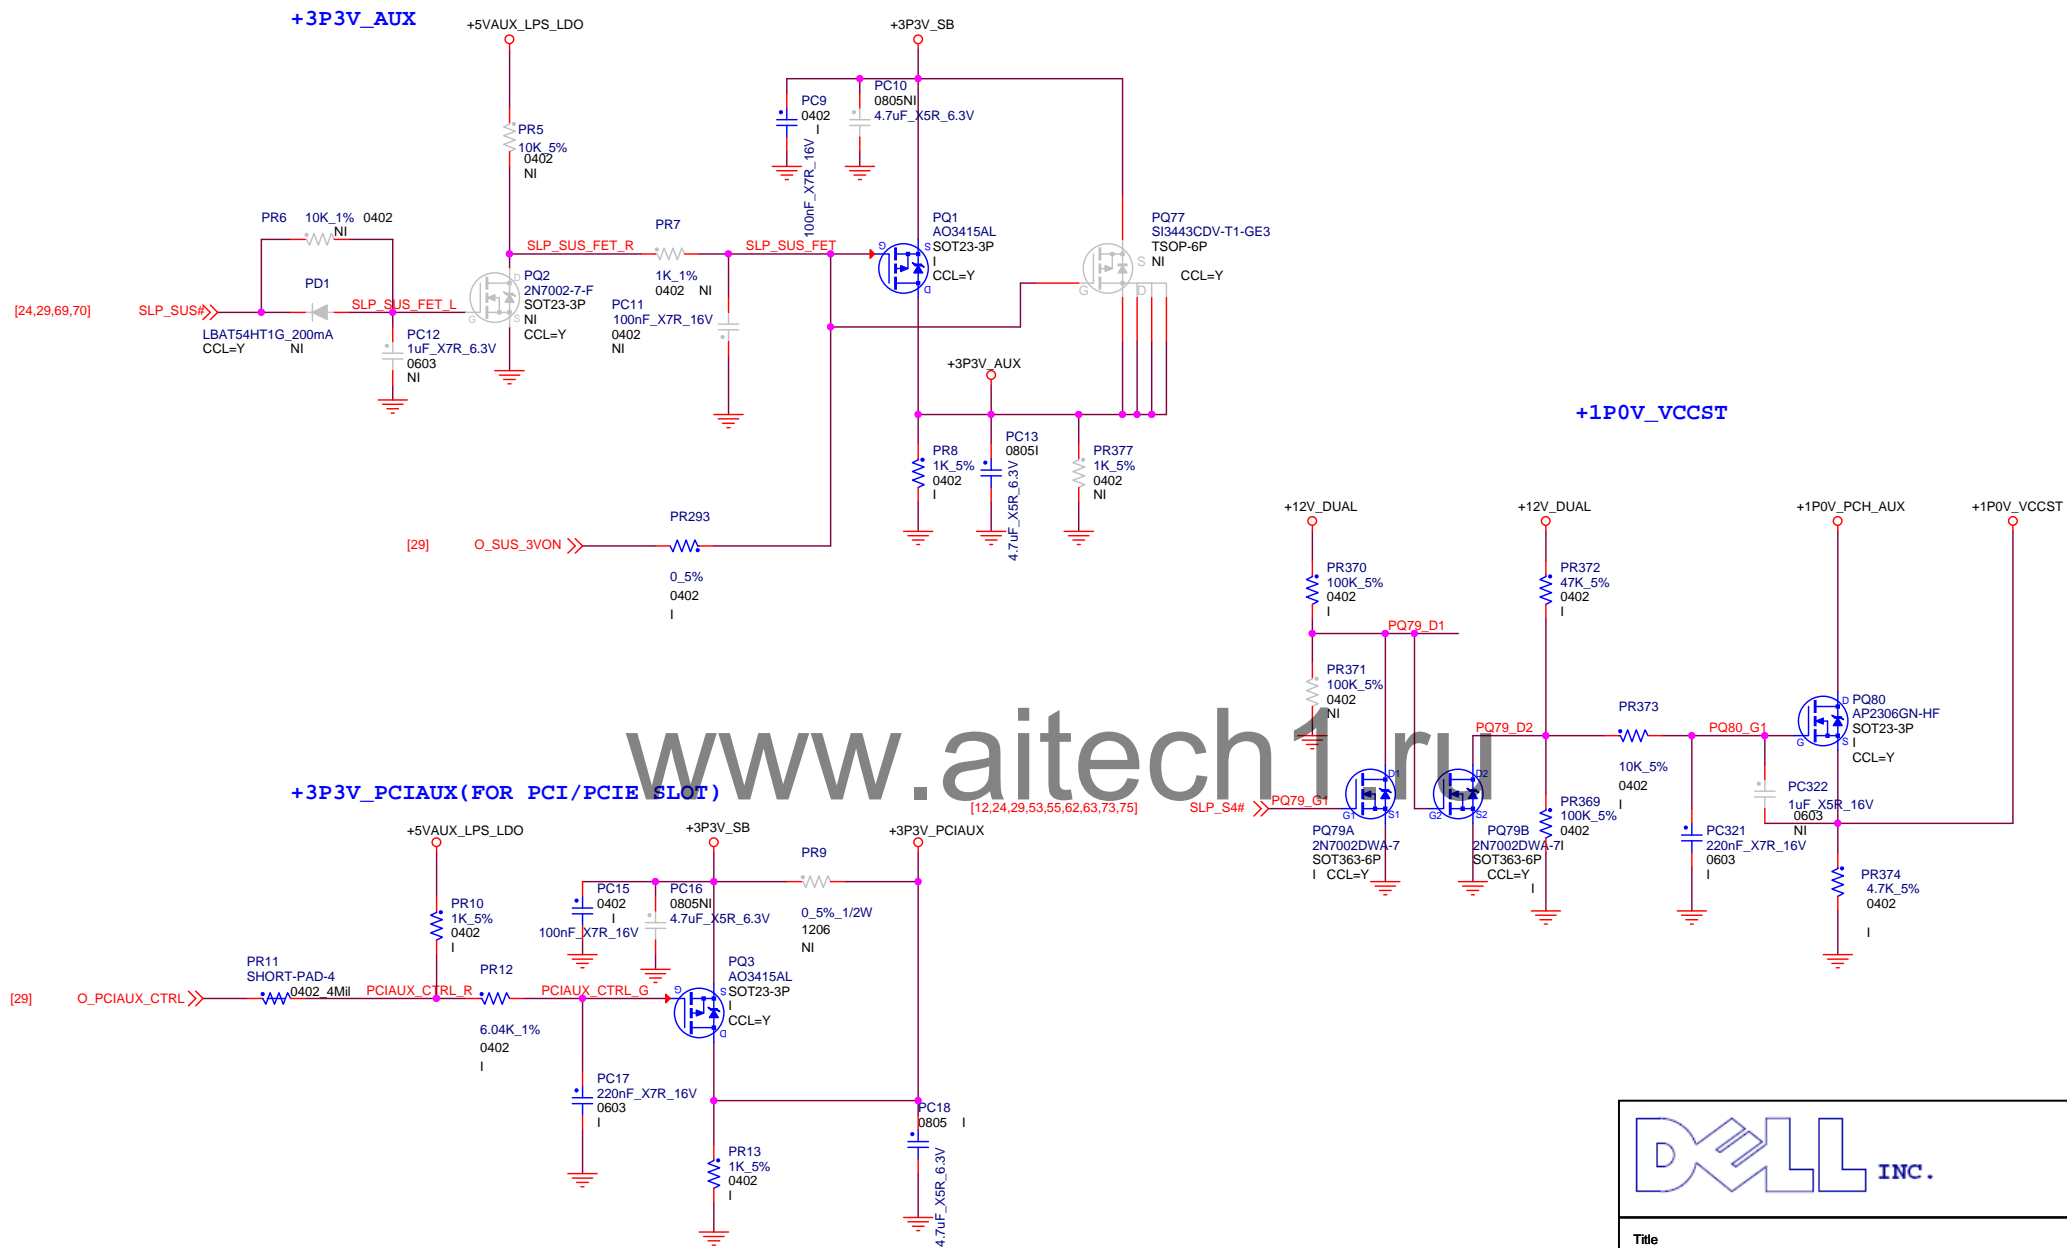 +3P3V_AUX
+5VAUX_LPS_LDO
+3P3V_SB
PR5
10K_5%
0402
NI
PC9
0402
I
100nF_X7R_16V
PC10
0805NI
4.7uF_X5R_6.3V
PR6 10K_1% 0402
NI
PR7
1K_1%
0402 NI
SLP_SUS_FET_R
SLP_SUS_FET
PQ1
AO3415AL
SOT23-3P
I
CCL=Y
G
S
D
PQ77
SI3443CDV-T1-GE3
TSOP-6P
NI
CCL=Y
G
S
D
[24,29,69,70]
SLP_SUS#
PD1
LBAT54HT1G_200mA
CCL=Y NI
SLP_SUS_FET_L
PQ2
2N7002-7-F
SOT23-3P
NI
CCL=Y
G
D
S
PC12
1uF_X7R_6.3V
0603
NI
PC11
100nF_X7R_16V
0402
NI
+3P3V_AUX
PR8
1K_5%
0402
I
PC13
0805I
4.7uF_X5R_6.3V
PR377
1K_5%
0402
NI
[29]
O_SUS_3VON
PR293
0_5%
0402
I
+1P0V_VCCST
+12V_DUAL
+12V_DUAL
+1P0V_PCH_AUX
+1P0V_VCCST
PR370
100K_5%
0402
I
PR372
47K_5%
0402
I
PQ79_D1
PR371
100K_5%
0402
NI
PQ79_D2
PR373
10K_5%
0402
I
PQ80_G1
PQ80
AP2306GN-HF
SOT23-3P
I
CCL=Y
G
D
S
[12,24,29,53,55,62,63,73,75]
SLP_S4#
PQ79_G1
G1
D1
S1
PQ79A
2N7002DWA-7
SOT363-6P
I CCL=Y
G2
D2
S2
PQ79B
2N7002DWA-7I
SOT363-6P
CCL=Y
I
PR369
100K_5%
0402
PC321
220nF_X7R_16V
0603
I
PC322
1uF_X5R_16V
0603
NI
PR374
4.7K_5%
0402
I
www.aitech1.ru
+3P3V_PCIAUX(FOR PCI/PCIE SLOT)
+5VAUX_LPS_LDO
+3P3V_SB
+3P3V_PCIAUX
PR10
1K_5%
0402
I
PC15
0402
I
100nF_X7R_16V
PC16
0805NI
4.7uF_X5R_6.3V
PR9
0_5%_1/2W
1206
NI
[29]
O_PCIAUX_CTRL
PR11
SHORT-PAD-4
0402_4Mil
PCIAUX_CTRL_R
PR12
6.04K_1%
0402
I
PCIAUX_CTRL_G
PQ3
AO3415AL
SOT23-3P
I
CCL=Y
G
S
D
PC17
220nF_X7R_16V
0603
I
PR13
1K_5%
0402
I
PC18
0805 I
4.7uF_X5R_6.3V
DELL INC.
Title